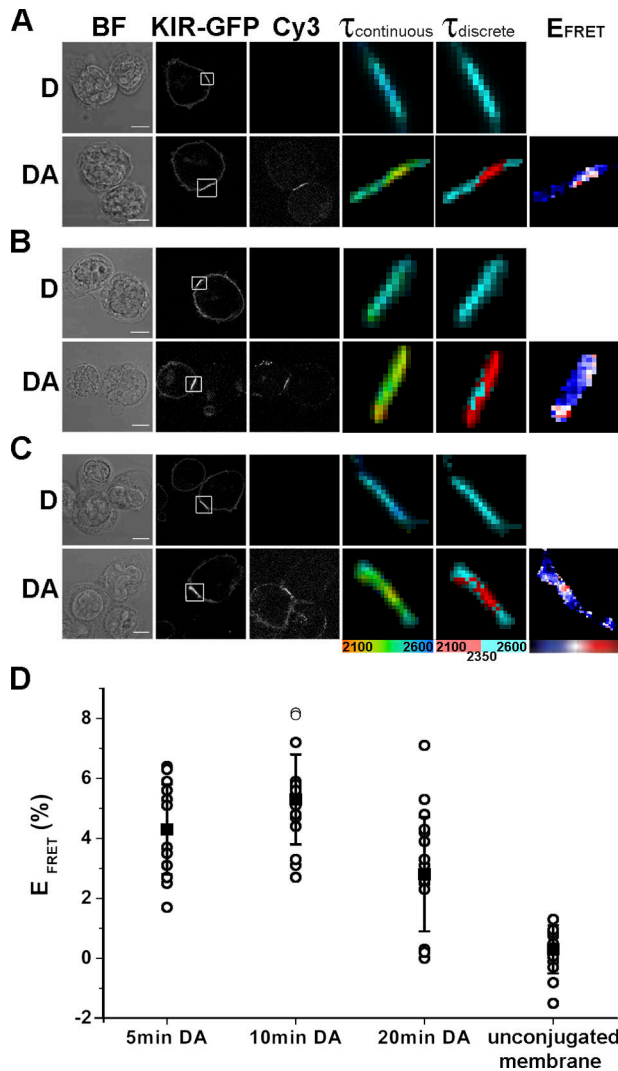 A BF KIR-GFP Cy3 τcontinuous τdiscrete EFRET
D
DA
B
D
DA
C
D
DA
2100 2600 2100 2600
2350
D
E FRET (%)
8
6
4
2
0
-2
5min DA 10min DA 20min DA unconjugated
membrane